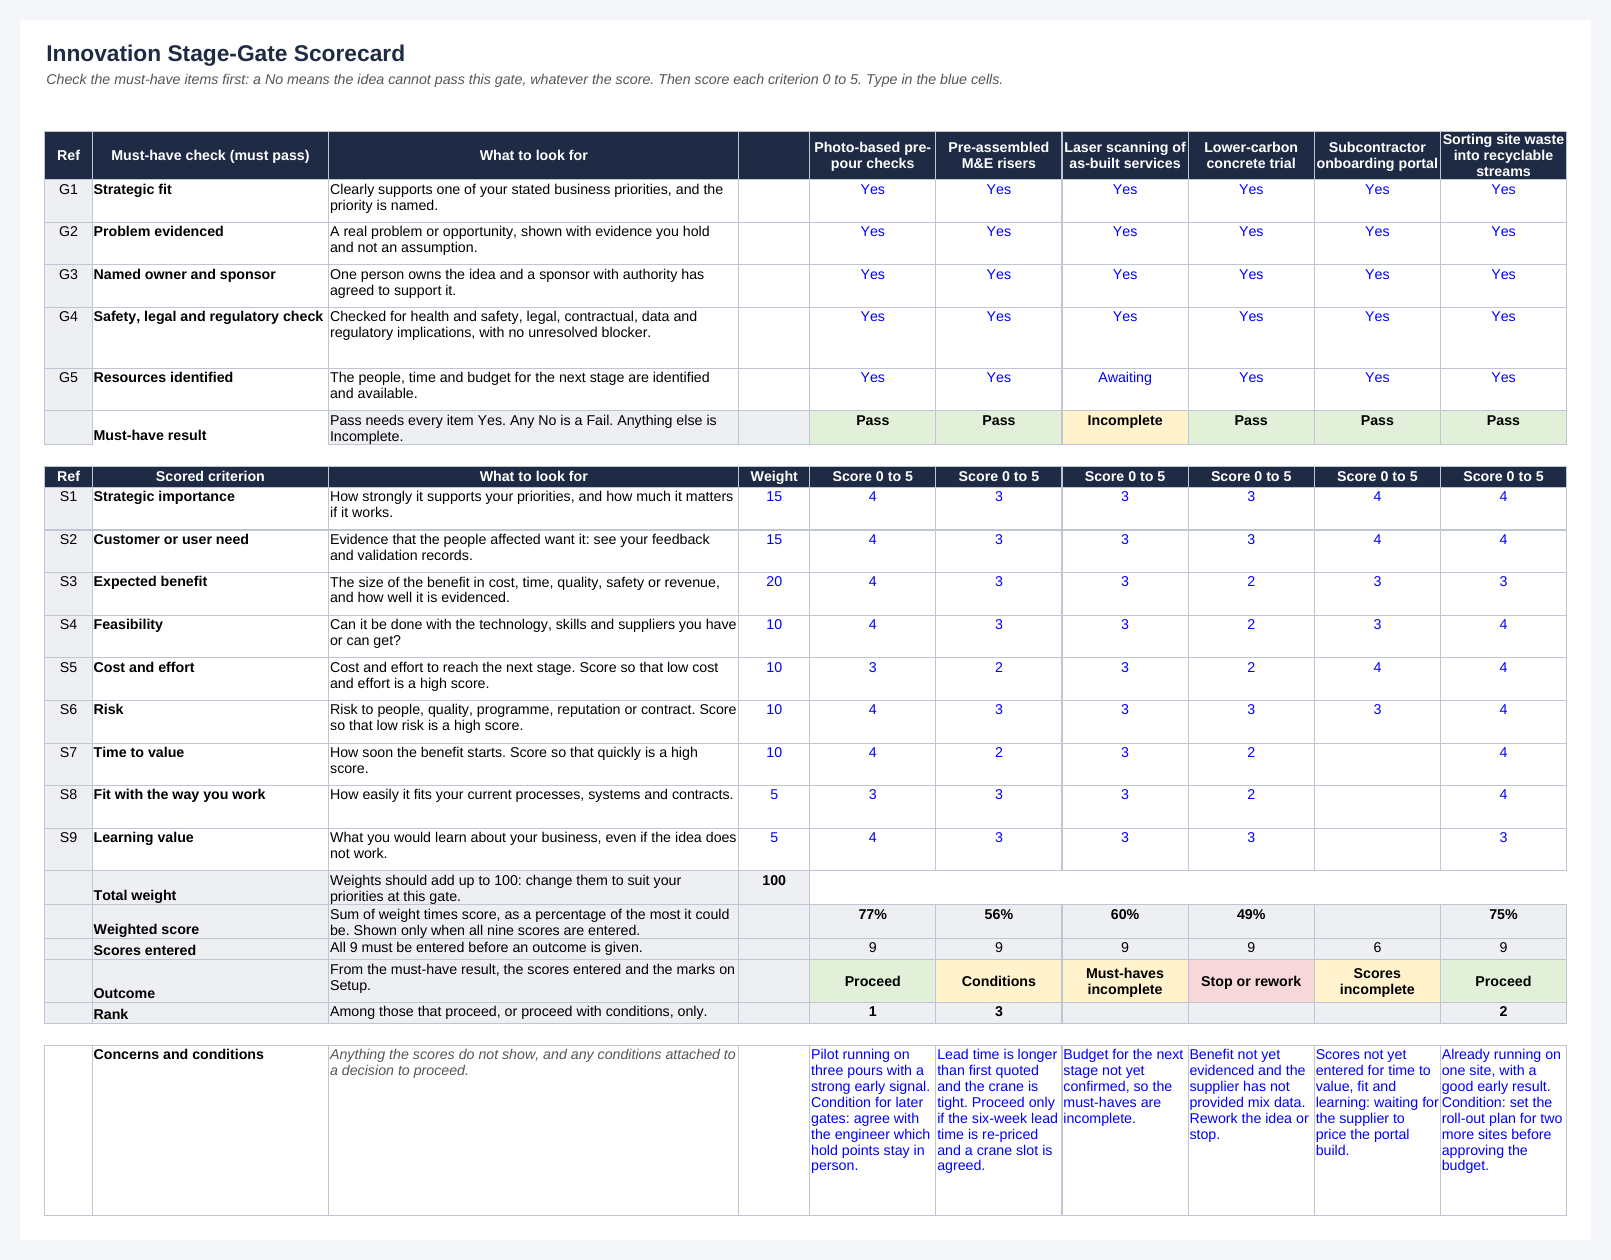 Innovation Stage-Gate Scorecard
Check the must-have items first: a No means the idea cannot pass this gate, whatever the score. Then score each criterion 0 to 5. Type in the blue cells.
Ref Must-have check (must pass) What to look for Photo-based pre-pour checks Pre-assembled M&E risers Laser scanning of as-built services Lower-carbon concrete trial Subcontractor onboarding portal Sorting site waste into recyclable streams
G1 Strategic fit Clearly supports one of your stated business priorities, and the priority is named. Yes Yes Yes Yes Yes Yes
G2 Problem evidenced A real problem or opportunity, shown with evidence you hold and not an assumption. Yes Yes Yes Yes Yes Yes
G3 Named owner and sponsor One person owns the idea and a sponsor with authority has agreed to support it. Yes Yes Yes Yes Yes Yes
G4 Safety, legal and regulatory check Checked for health and safety, legal, contractual, data and regulatory implications, with no unresolved blocker. Yes Yes Yes Yes Yes Yes
G5 Resources identified The people, time and budget for the next stage are identified and available. Yes Yes Awaiting Yes Yes Yes
Must-have result Pass needs every item Yes. Any No is a Fail. Anything else is Incomplete. Pass Pass Incomplete Pass Pass Pass
Ref Scored criterion What to look for Weight Score 0 to 5 Score 0 to 5 Score 0 to 5 Score 0 to 5 Score 0 to 5 Score 0 to 5
S1 Strategic importance How strongly it supports your priorities, and how much it matters if it works. 15 4 3 3 3 4 4
S2 Customer or user need Evidence that the people affected want it: see your feedback and validation records. 15 4 3 3 3 4 4
S3 Expected benefit The size of the benefit in cost, time, quality, safety or revenue, and how well it is evidenced. 20 4 3 3 2 3 3
S4 Feasibility Can it be done with the technology, skills and suppliers you have or can get? 10 4 3 3 2 3 4
S5 Cost and effort Cost and effort to reach the next stage. Score so that low cost and effort is a high score. 10 3 2 3 2 4 4
S6 Risk Risk to people, quality, programme, reputation or contract. Score so that low risk is a high score. 10 4 3 3 3 3 4
S7 Time to value How soon the benefit starts. Score so that quickly is a high score. 10 4 2 3 2 4
S8 Fit with the way you work How easily it fits your current processes, systems and contracts. 5 3 3 3 2 4
S9 Learning value What you would learn about your business, even if the idea does not work. 5 4 3 3 3 3
Total weight Weights should add up to 100: change them to suit your priorities at this gate. 100
Weighted score Sum of weight times score, as a percentage of the most it could be. Shown only when all nine scores are entered. 77% 56% 60% 49% 75%
Scores entered All 9 must be entered before an outcome is given. 9 9 9 9 6 9
Outcome From the must-have result, the scores entered and the marks on Setup. Proceed Conditions Must-haves incomplete Stop or rework Scores incomplete Proceed
Rank Among those that proceed, or proceed with conditions, only. 1 3 2
Concerns and conditions Anything the scores do not show, and any conditions attached to a decision to proceed.
Pilot running on three pours with a strong early signal. Condition for later gates: agree with the engineer which hold points stay in person.
Lead time is longer than first quoted and the crane is tight. Proceed only if the six-week lead time is re-priced and a crane slot is agreed.
Budget for the next stage not yet confirmed, so the must-haves are incomplete.
Benefit not yet evidenced and the supplier has not provided mix data. Rework the idea or stop.
Scores not yet entered for time to value, fit and learning: waiting for the supplier to price the portal build.
Already running on one site, with a good early result. Condition: set the roll-out plan for two more sites before approving the budget.